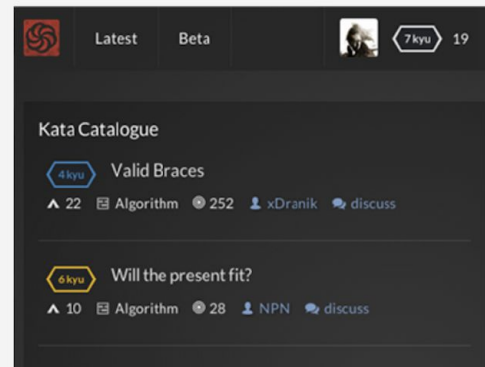 Latest Beta 7 kyu 19
Kata Catalogue
4 kyu Valid Braces
22 Algorithm 252 xDranik discuss
6 kyu Will the present fit?
10 Algorithm 28 NPN discuss